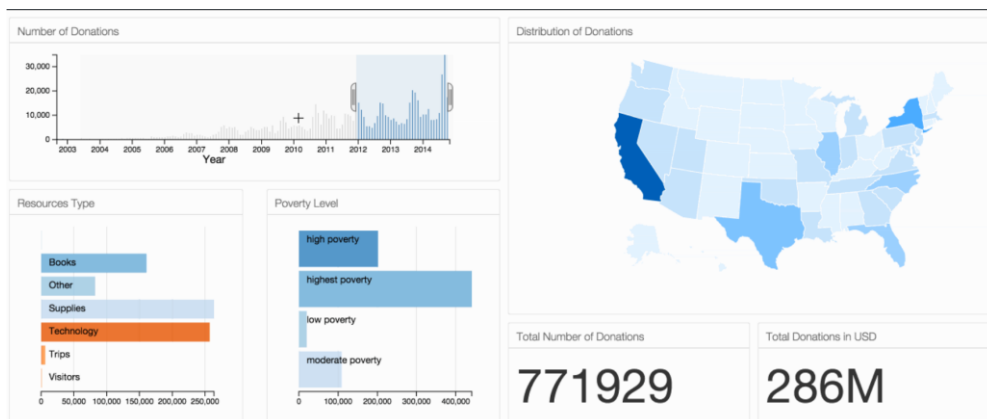 Number of Donations
30,000
20,000
10,000
0
2003 2004 2005 2006 2007 2008 2009 2010 2011 2012 2013 2014
Year
Distribution of Donations
Resources Type
Books
Other
Supplies
Technology
Trips
Visitors
0 50,000 100,000 150,000 200,000 250,000
Poverty Level
high poverty
highest poverty
low poverty
moderate poverty
0 100,000 200,000 300,000 400,000
Total Number of Donations
771929
Total Donations in USD
286M